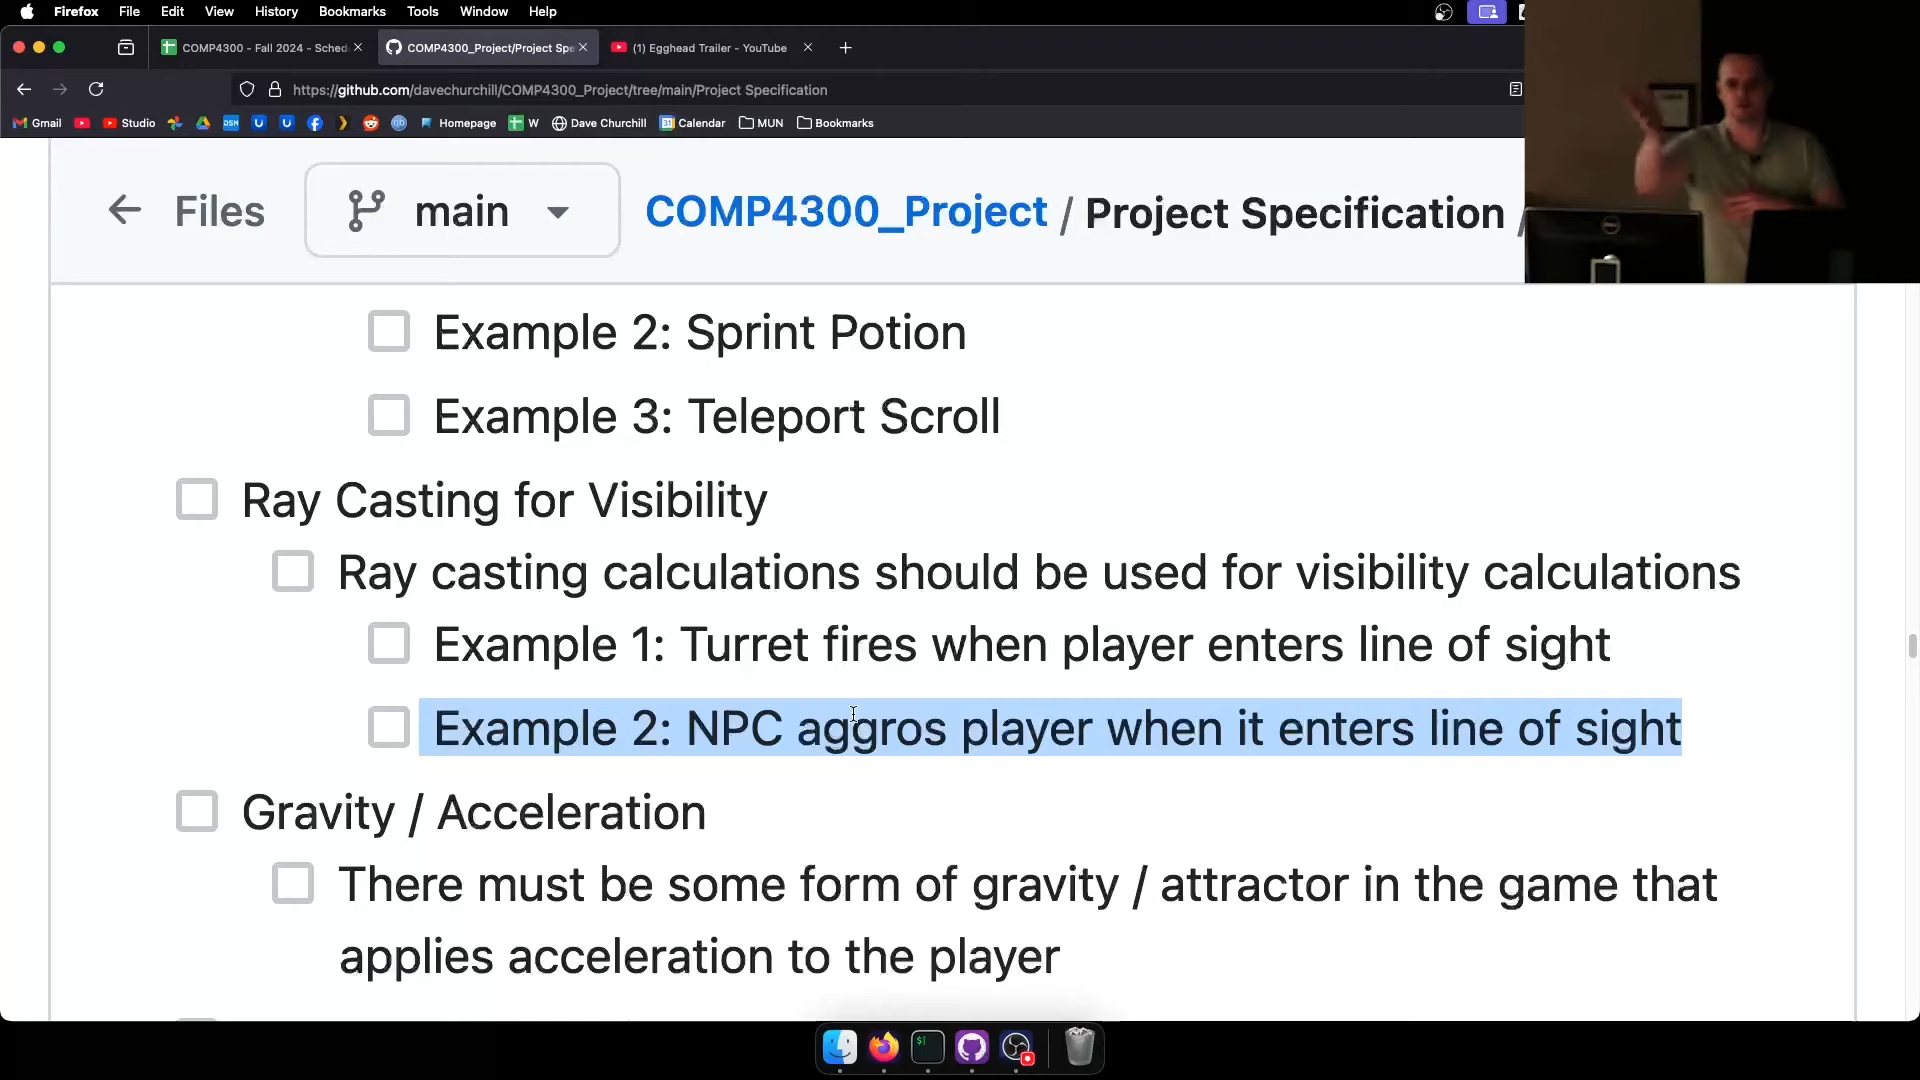 Firefox File Edit View History Bookmarks Tools Window Help
COMP4300 - Fall 2024 - Sched
COMP4300_Project/Project Spe
(1) Egghead Trailer - YouTube
https://github.com/davechurchill/COMP4300_Project/tree/main/Project Specification
Gmail Studio DSM Homepage W Dave Churchill 31 Calendar MUN Bookmarks
Files main COMP4300_Project / Project Specification /
Example 2: Sprint Potion
Example 3: Teleport Scroll
Ray Casting for Visibility
Ray casting calculations should be used for visibility calculations
Example 1: Turret fires when player enters line of sight
Example 2: NPC aggros player when it enters line of sight
Gravity / Acceleration
There must be some form of gravity / attractor in the game that
applies acceleration to the player